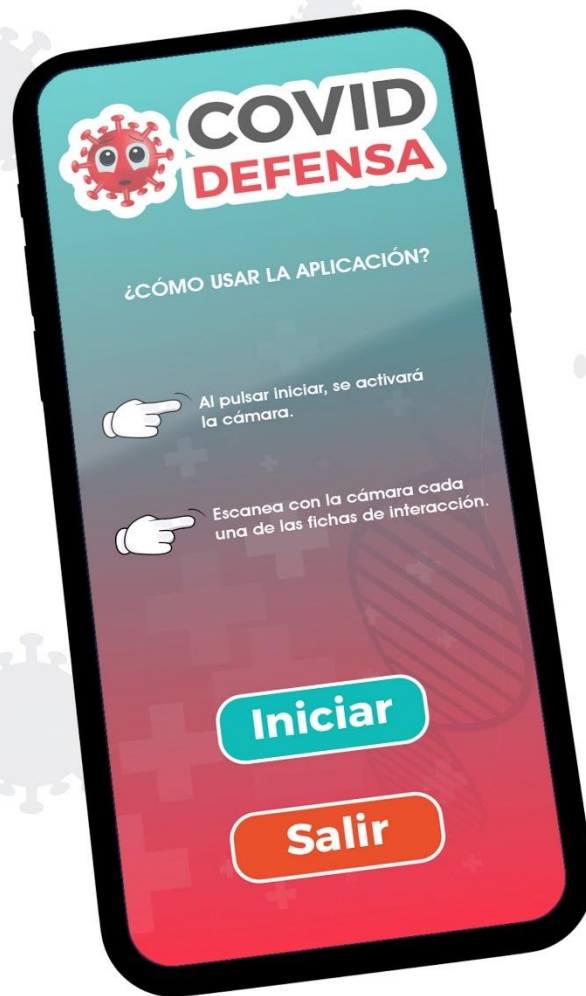 COVID
DEFENSA
¿CÓMO USAR LA APLICACIÓN?
Al pulsar iniciar, se activará
la cámara.
Escanea con la cámara cada
una de las fichas de interacción.
Iniciar
Salir